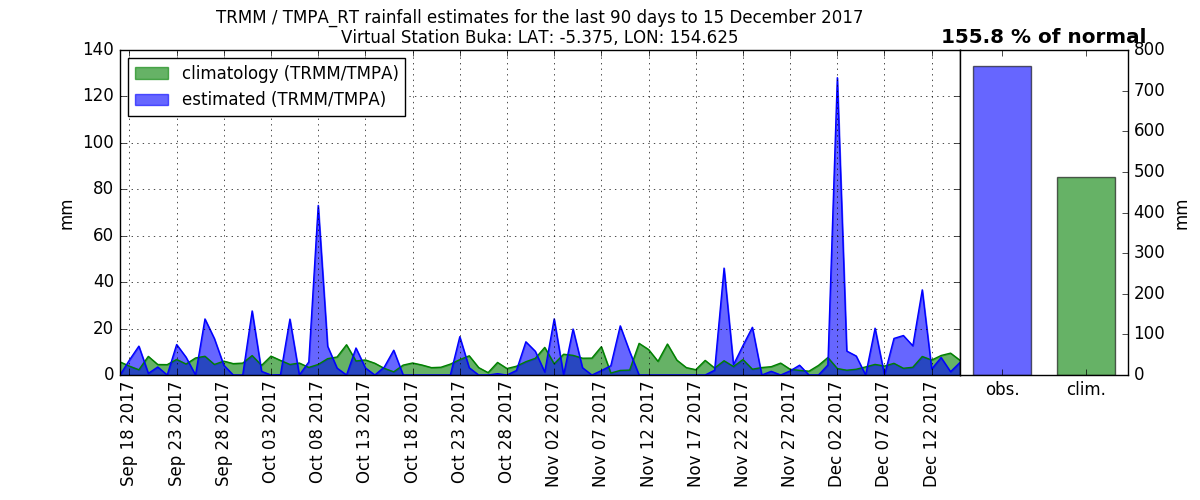 TRMM / TMPA_RT rainfall estimates for the last 90 days to 15 December 2017
Virtual Station Buka: LAT: -5.375, LON: 154.625
155.8 % of normal
climatology (TRMM/TMPA)
estimated (TRMM/TMPA)
mm
140
120
100
80
60
40
20
0
Sep 18 2017
Sep 23 2017
Sep 28 2017
Oct 03 2017
Oct 08 2017
Oct 13 2017
Oct 18 2017
Oct 23 2017
Oct 28 2017
Nov 02 2017
Nov 07 2017
Nov 12 2017
Nov 17 2017
Nov 22 2017
Nov 27 2017
Dec 02 2017
Dec 07 2017
Dec 12 2017
obs.
clim.
800
700
600
500
400
300
200
100
0
mm